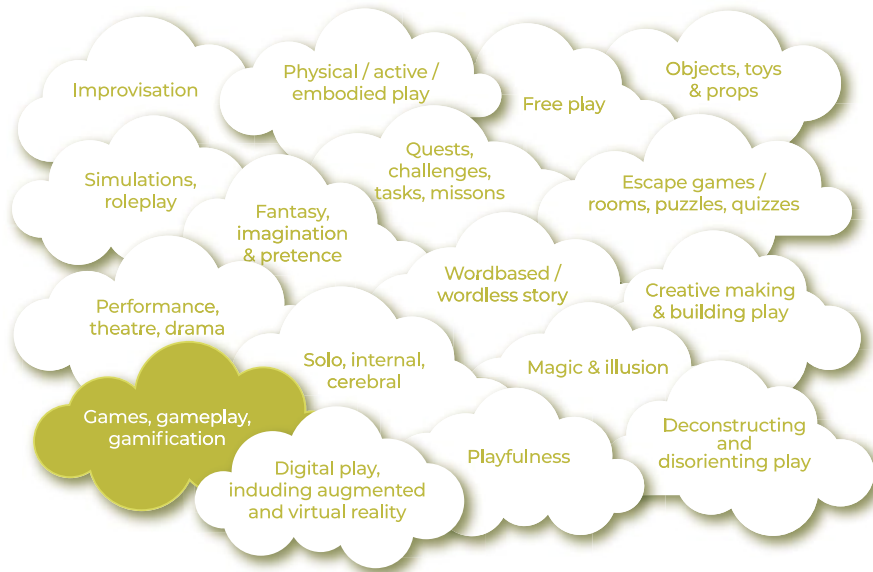 Improvisation
Physical / active /
embodied play
Free play
Objects, toys
& props
Simulations,
roleplay
Quests,
challenges,
tasks, missons
Escape games /
rooms, puzzles, quizzes
Fantasy,
imagination
& pretence
Wordbased /
wordless story
Creative making
& building play
Performance,
theatre, drama
Solo, internal,
cerebral
Magic & illusion
Games, gameplay,
gamification
Digital play,
including augmented
and virtual reality
Playfulness
Deconstructing
and
disorienting play